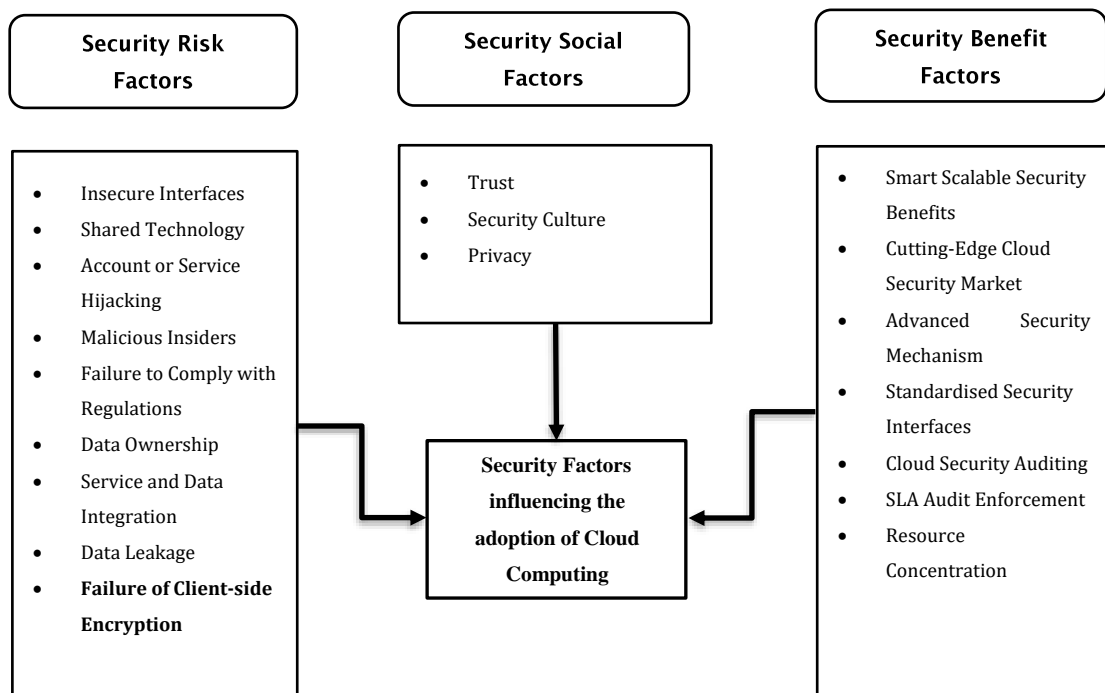 Security Risk
Factors
Security Social
Factors
Security Benefit
Factors
• Insecure Interfaces
• Shared Technology
• Account or Service
Hijacking
• Malicious Insiders
• Failure to Comply with
Regulations
• Data Ownership
• Service and Data
Integration
• Data Leakage
• Failure of Client-side
Encryption
• Trust
• Security Culture
• Privacy
• Smart Scalable Security
Benefits
• Cutting-Edge Cloud
Security Market
• Advanced Security
Mechanism
• Standardised Security
Interfaces
• Cloud Security Auditing
• SLA Audit Enforcement
• Resource
Concentration
Security Factors
influencing the
adoption of Cloud
Computing